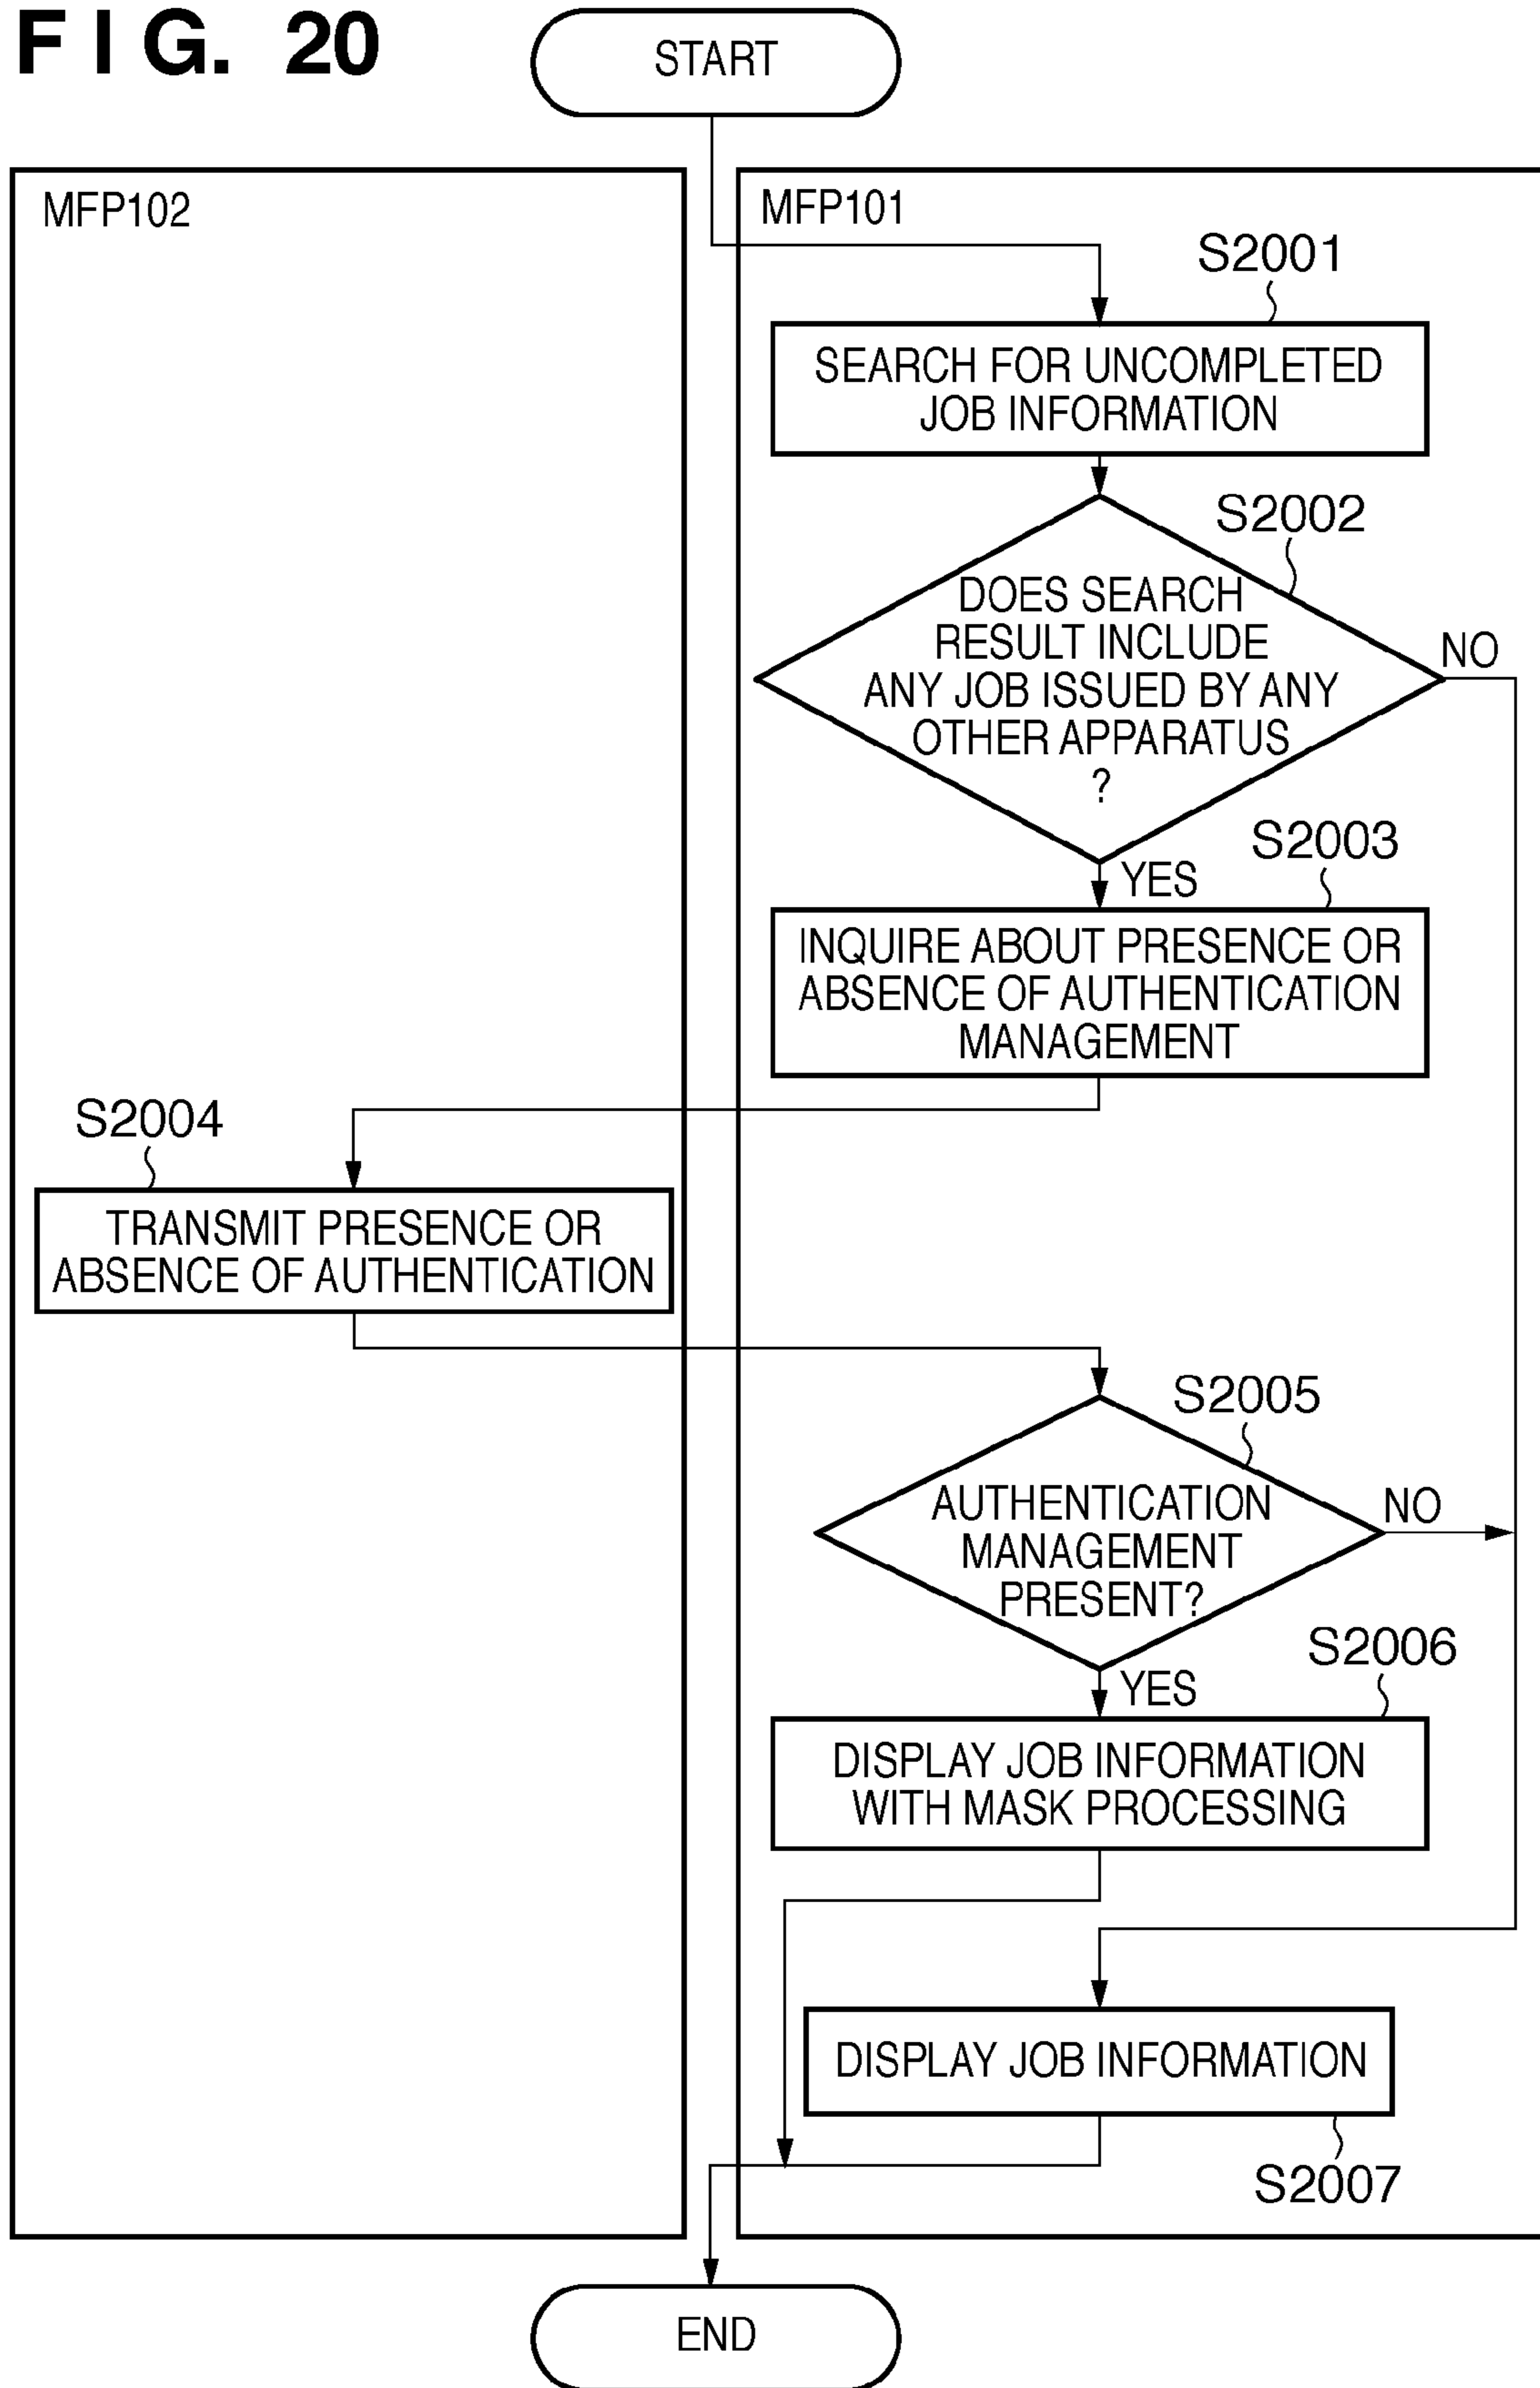 FIG. 20
START
MFP102
MFP101
S2001
SEARCH FOR UNCOMPLETED
JOB INFORMATION
S2002
DOES SEARCH
RESULT INCLUDE
ANY JOB ISSUED BY ANY
OTHER APPARATUS
?
NO
YES
S2003
INQUIRE ABOUT PRESENCE OR
ABSENCE OF AUTHENTICATION
MANAGEMENT
S2004
TRANSMIT PRESENCE OR
ABSENCE OF AUTHENTICATION
S2005
AUTHENTICATION
MANAGEMENT
PRESENT?
NO
YES
S2006
DISPLAY JOB INFORMATION
WITH MASK PROCESSING
DISPLAY JOB INFORMATION
S2007
END